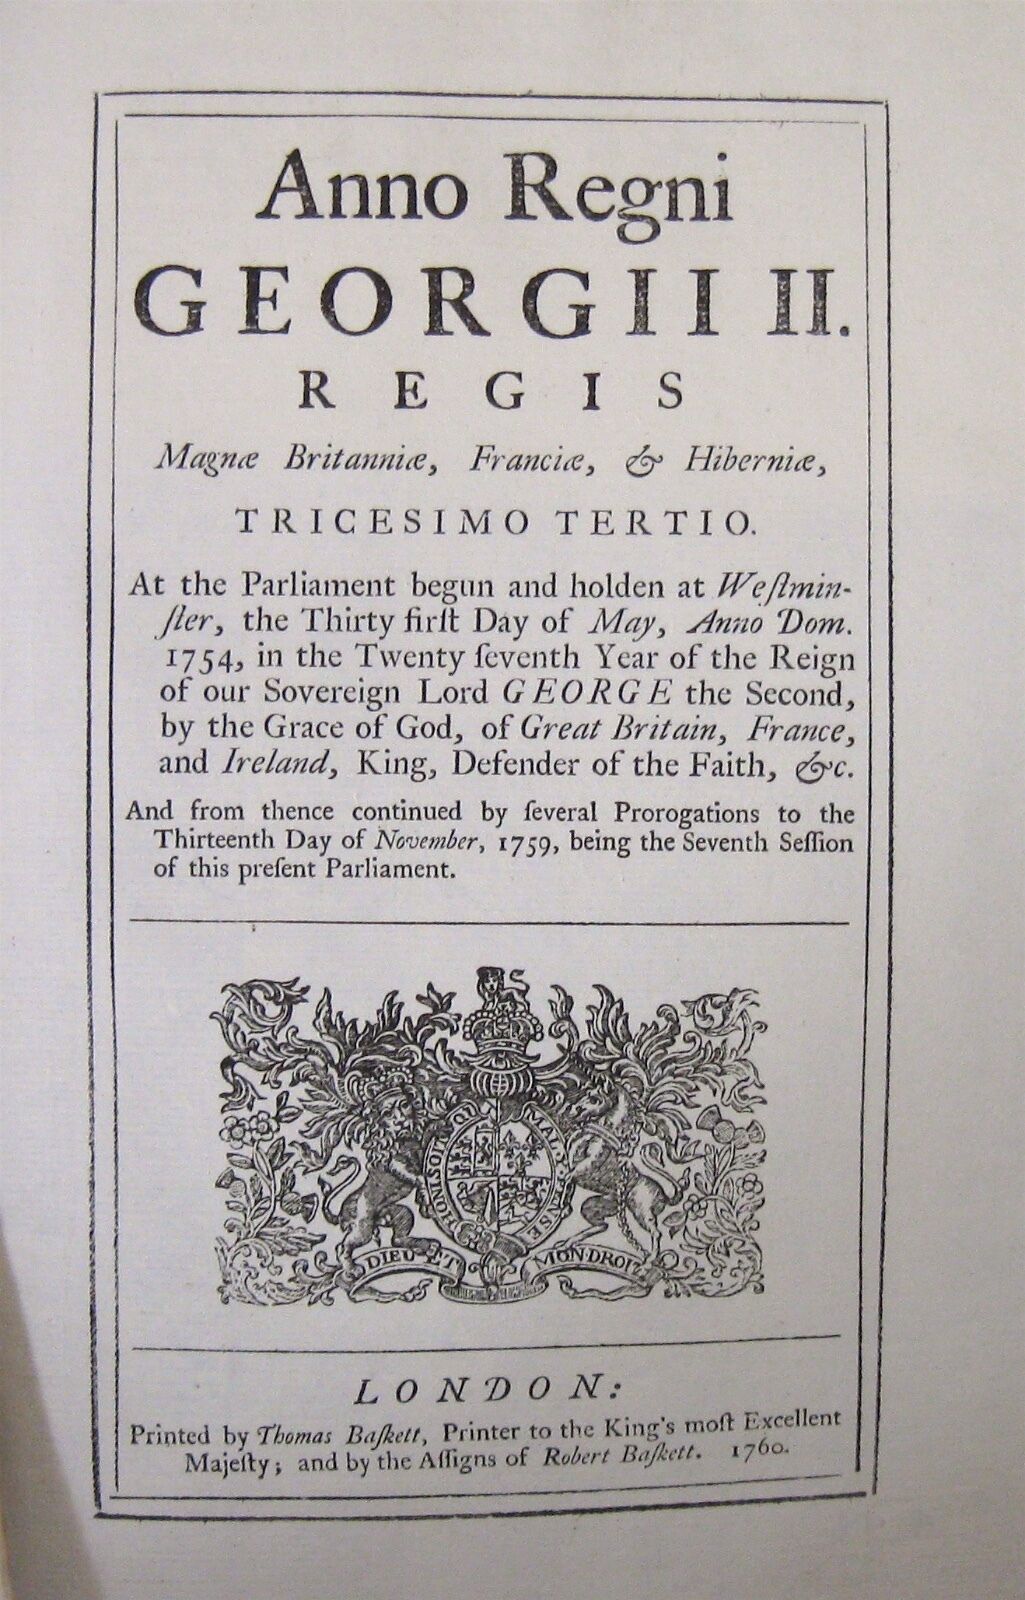 Anno Regni
GEORGII II.
REGIS
Magnæ Britanniæ, Franciæ, & Hiberniæ,
TRICESIMO TERTIO.
At the Parliament begun and holden at Weſtmin-
ſter, the Thirty firſt Day of May, Anno Dom.
1754, in the Twenty ſeventh Year of the Reign
of our Sovereign Lord GEORGE the Second,
by the Grace of God, of Great Britain, France,
and Ireland, King, Defender of the Faith, &c.
And from thence continued by ſeveral Prorogations to the
Thirteenth Day of November, 1759, being the Seventh Seſſion
of this preſent Parliament.
HONI SOIT QUI MAL Y PENSE
DIEU ET MON DROIT
LONDON:
Printed by Thomas Baſkett, Printer to the King's moſt Excellent
Majeſty; and by the Aſſigns of Robert Baſkett. 1760.